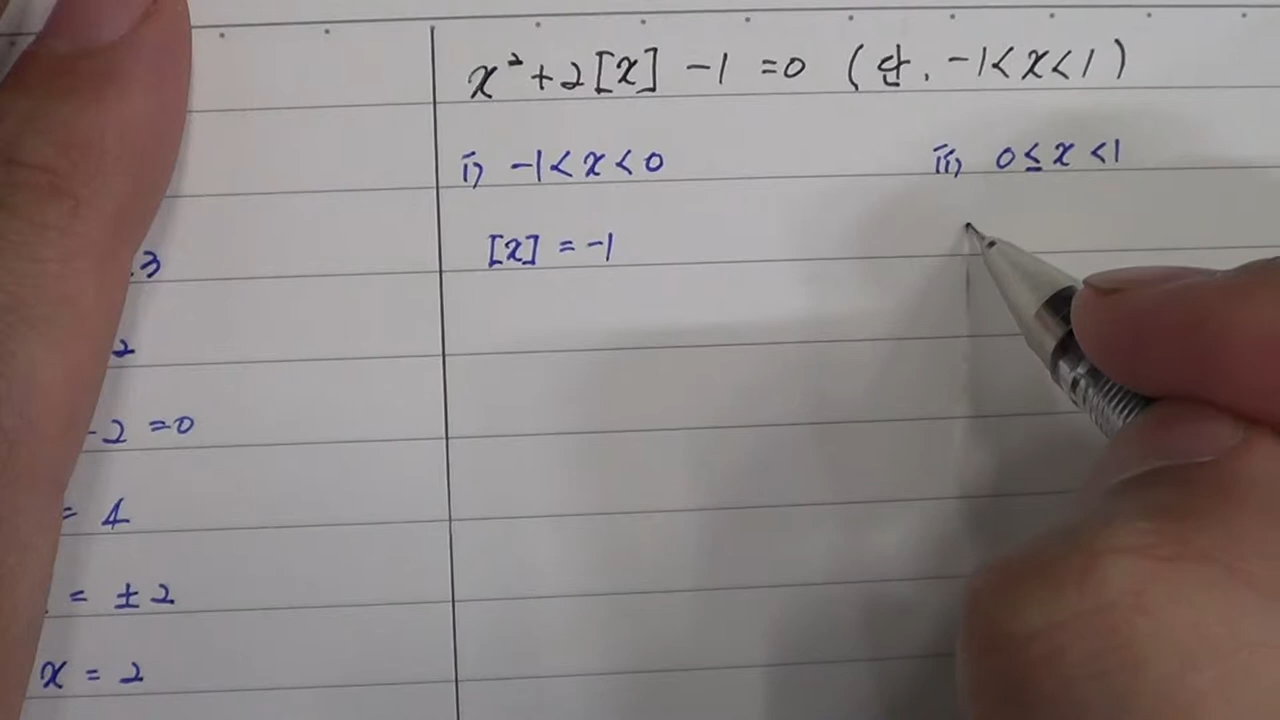 .3
2
-2 =0
= 4
= ±2
x = 2
x² + 2[x] - 1 = 0 (단, -1 < x < 1)
i) -1 < x < 0
[x] = -1
ii) 0 ≤ x < 1